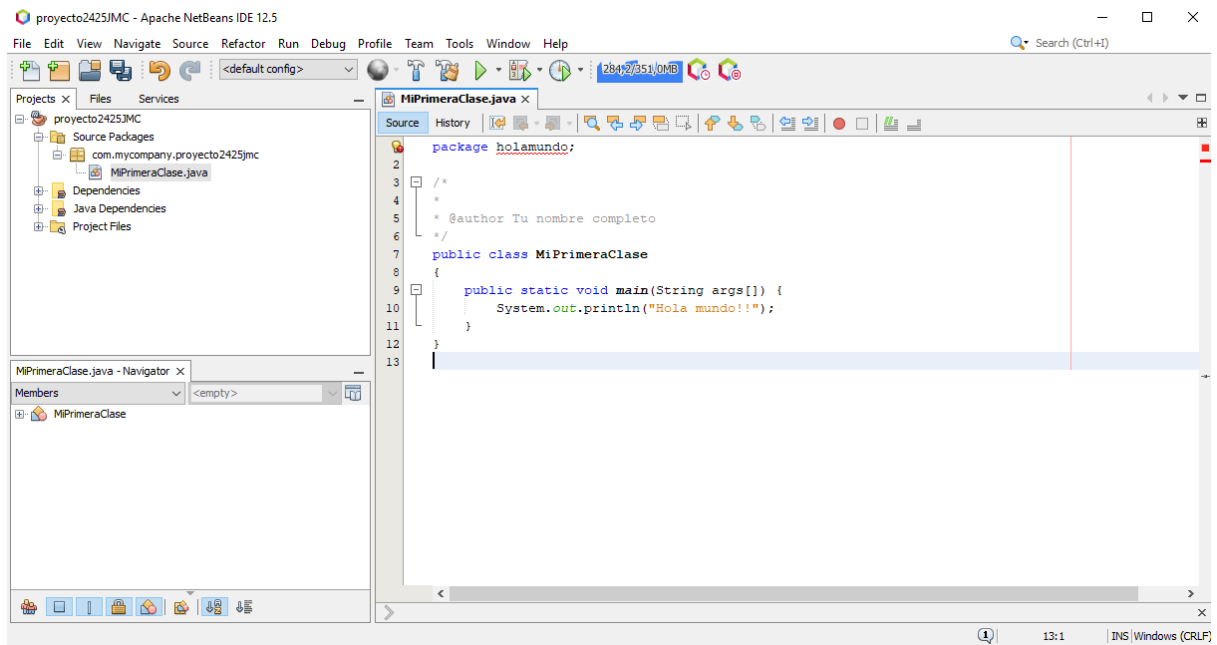 proyecto2425JMC - Apache NetBeans IDE 12.5
File Edit View Navigate Source Refactor Run Debug Profile Team Tools Window Help
Search (Ctrl+I)
<default config>
284,2/351,0MB
Projects
Files
Services
proyecto2425JMC
Source Packages
com.mycompany.proyecto2425jmc
MiPrimeraClase.java
Dependencies
Java Dependencies
Project Files
MiPrimeraClase.java - Navigator
Members
<empty>
MiPrimeraClase
MiPrimeraClase.java
Source History
package holamundo;
2
3 /*
4 *
5 * @author Tu nombre completo
6 */
7 public class MiPrimeraClase
8 {
9 public static void main(String args[]) {
10 System.out.println("Hola mundo!!");
11 }
12 }
13
1
13:1
INS
Windows (CRLF)